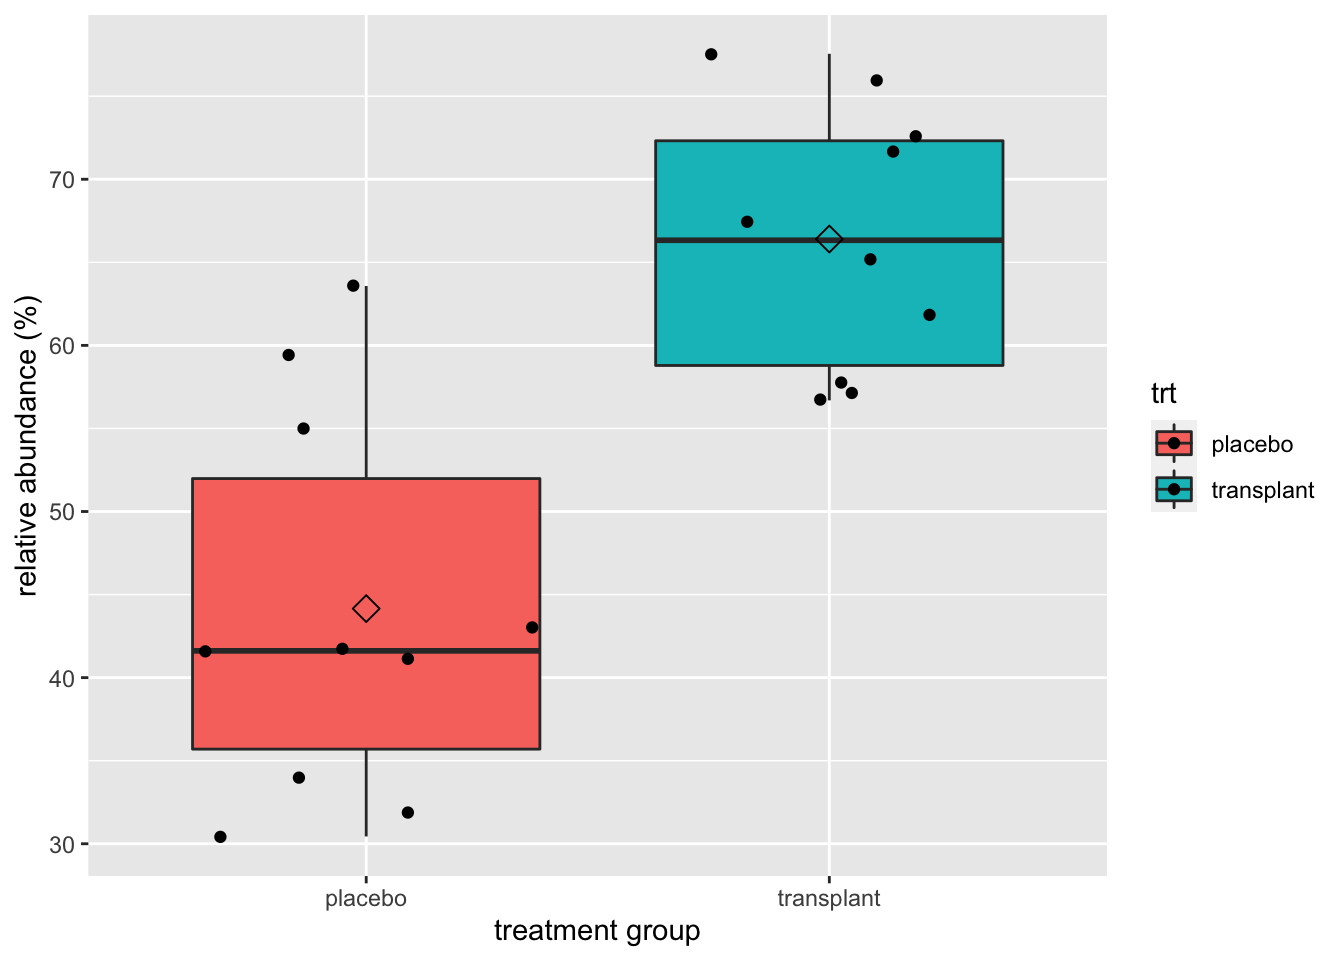 relative abundance (%)
70
60
50
40
30
placebo
transplant
treatment group
trt
placebo
transplant